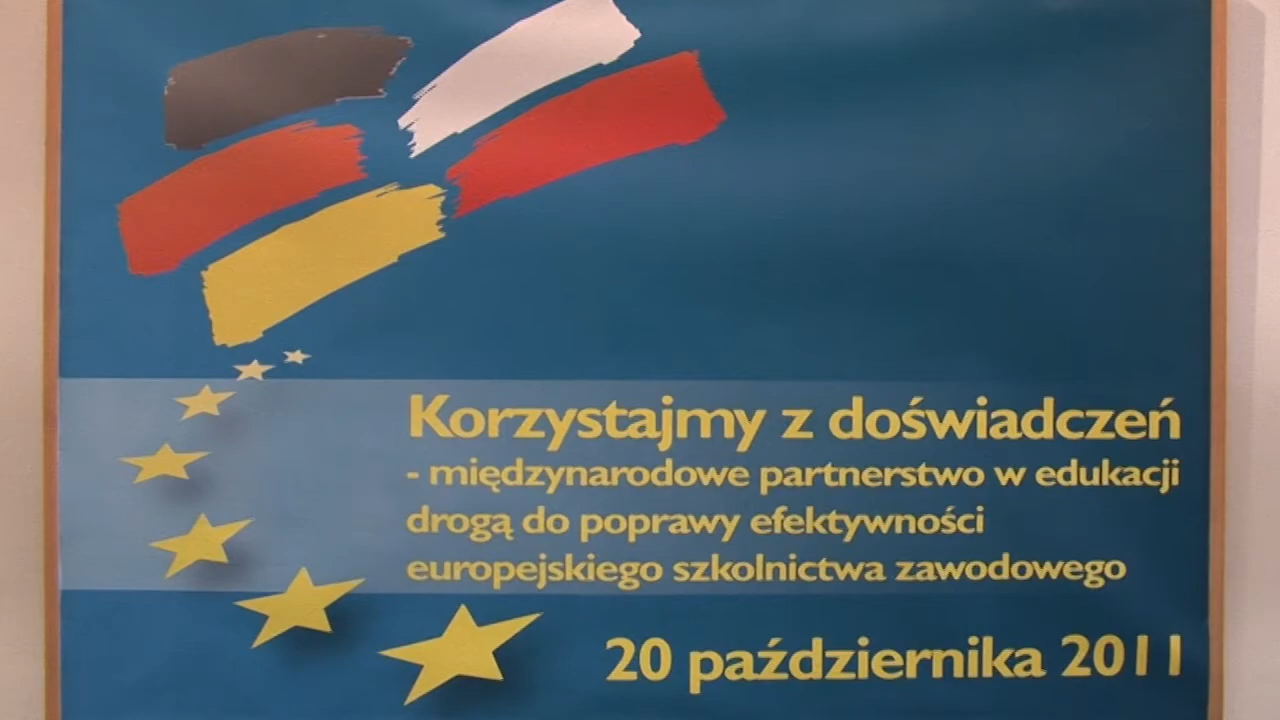 Korzystajmy z doświadczeń
- międzynarodowe partnerstwo w edukacji
drogą do poprawy efektywności
europejskiego szkolnictwa zawodowego
20 października 2011